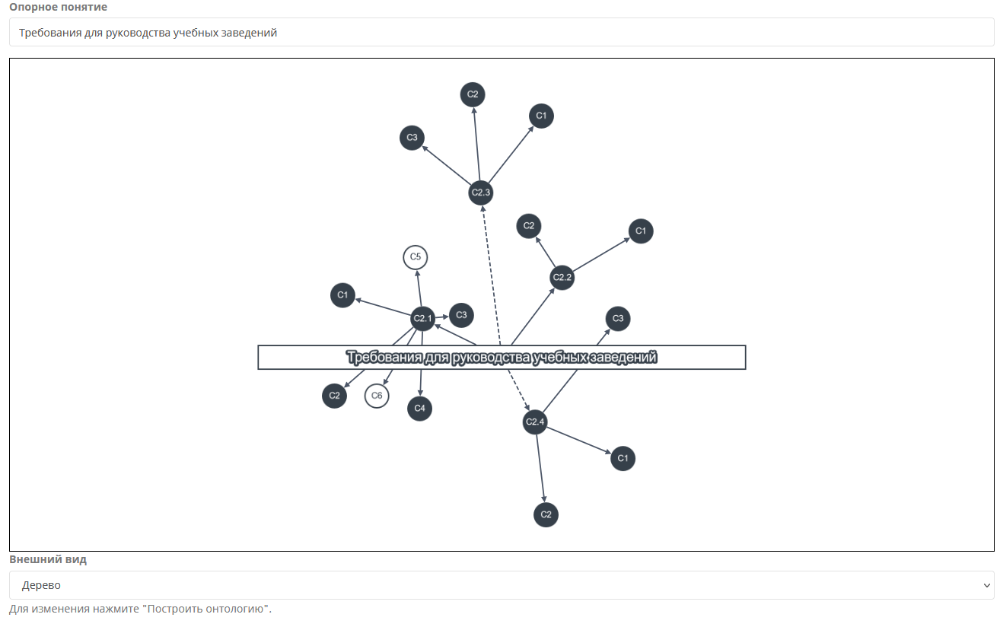 Опорное понятие
Требования для руководства учебных заведений
C2
C1
C3
C2.3
C2
C1
C5
C2.2
C1
C3
C2.1
C3
Требования для руководства учебных заведений
C2
C6
C4
C2.4
C1
C2
Внешний вид
Дерево
Для изменения нажмите "Построить онтологию".